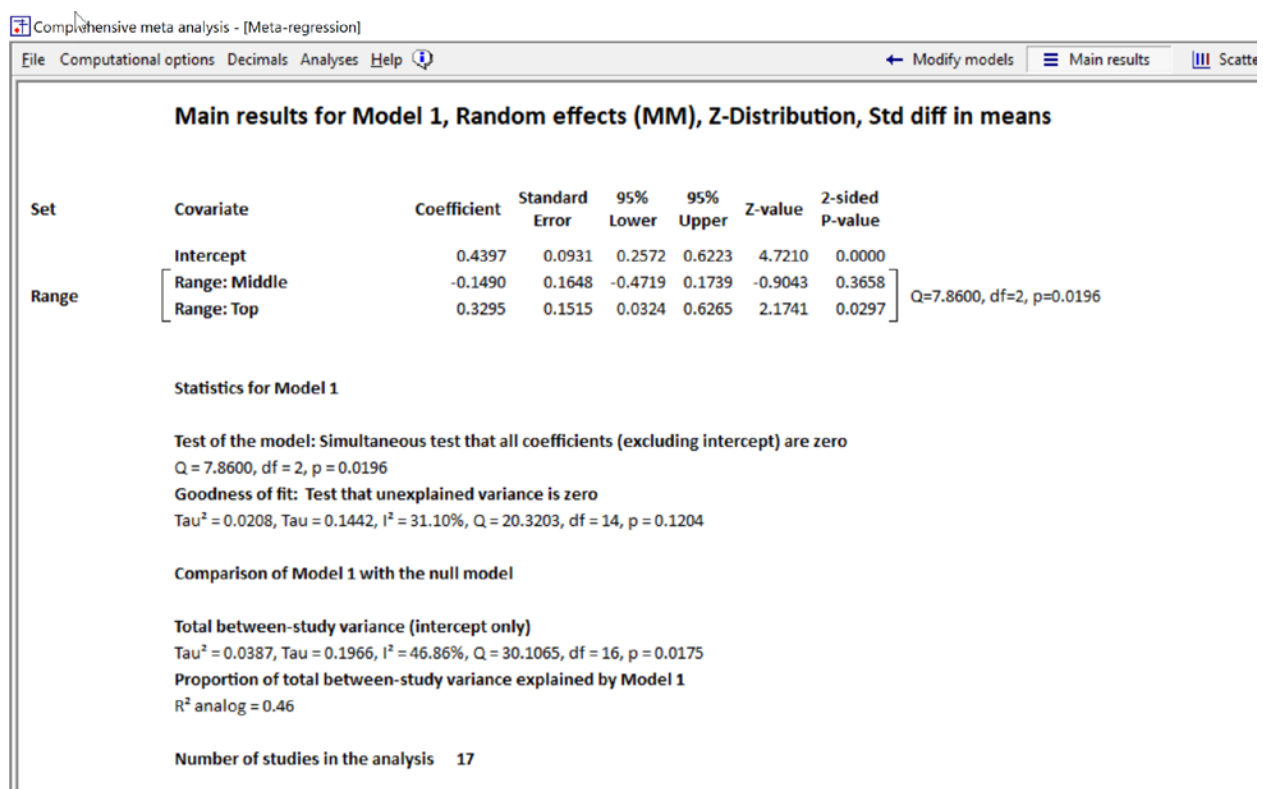 Comprehensive meta analysis - [Meta-regression]
File Computational options Decimals Analyses Help Modify models Main results Scatte
Main results for Model 1, Random effects (MM), Z-Distribution, Std diff in means
Set Covariate Coefficient Standard Error 95% Lower 95% Upper Z-value 2-sided P-value
Intercept 0.4397 0.0931 0.2572 0.6223 4.7210 0.0000
Range: Middle -0.1490 0.1648 -0.4719 0.1739 -0.9043 0.3658
Range Q=7.8600, df=2, p=0.0196
Range: Top 0.3295 0.1515 0.0324 0.6265 2.1741 0.0297
Statistics for Model 1
Test of the model: Simultaneous test that all coefficients (excluding intercept) are zero
Q = 7.8600, df = 2, p = 0.0196
Goodness of fit: Test that unexplained variance is zero
Tau² = 0.0208, Tau = 0.1442, I² = 31.10%, Q = 20.3203, df = 14, p = 0.1204
Comparison of Model 1 with the null model
Total between-study variance (intercept only)
Tau² = 0.0387, Tau = 0.1966, I² = 46.86%, Q = 30.1065, df = 16, p = 0.0175
Proportion of total between-study variance explained by Model 1
R² analog = 0.46
Number of studies in the analysis 17